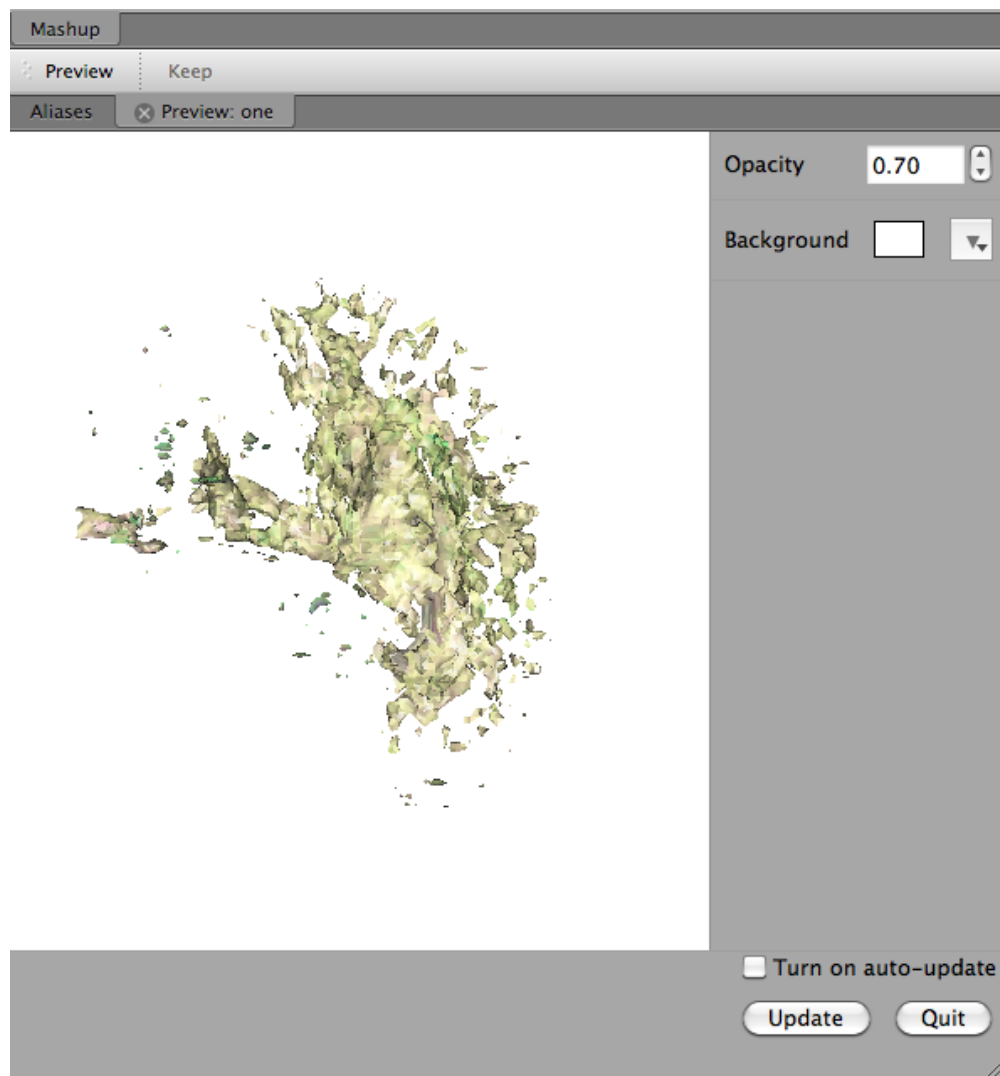 Mashup
Preview Keep
Aliases Preview: one
Opacity 0.70
Background
Turn on auto-update
Update Quit